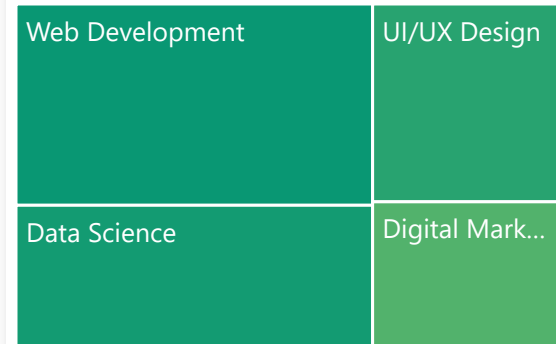 Web Development
UI/UX Design
Data Science
Digital Mark...